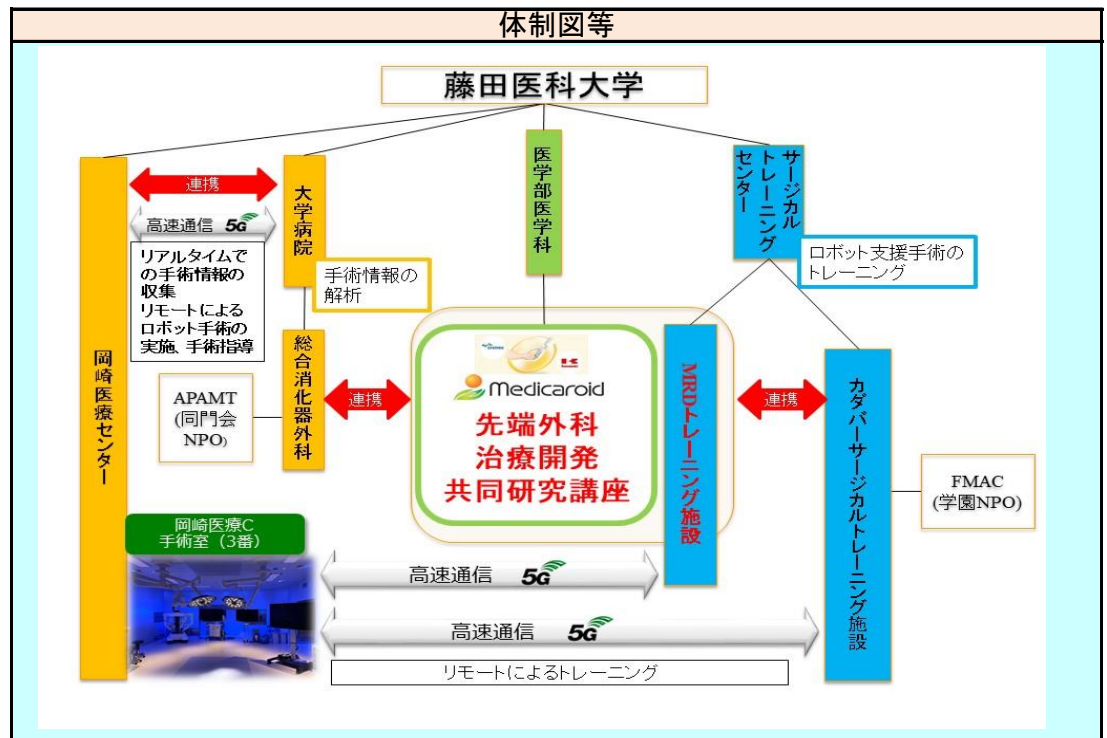 体制図等
藤田医科大学
岡崎医療センター
連携
高速通信 5G
リアルタイムで
の手術情報の
収集
リモートによる
ロボット手術の
実施、手術指導
大学病院
手術情報の
解析
総合消化器外科
APAMT
(同門会
NPO)
連携
医学部医学科
Medicaroid
先端外科
治療開発
共同研究講座
サージカル
トレーニング
センター
ロボット支援手術の
トレーニング
MRDトレーニング施設
連携
カダバーサージカルトレーニング施設
FMAC
(学園NPO)
岡崎医療C
手術室（3番）
高速通信 5G
高速通信 5G
リモートによるトレーニング